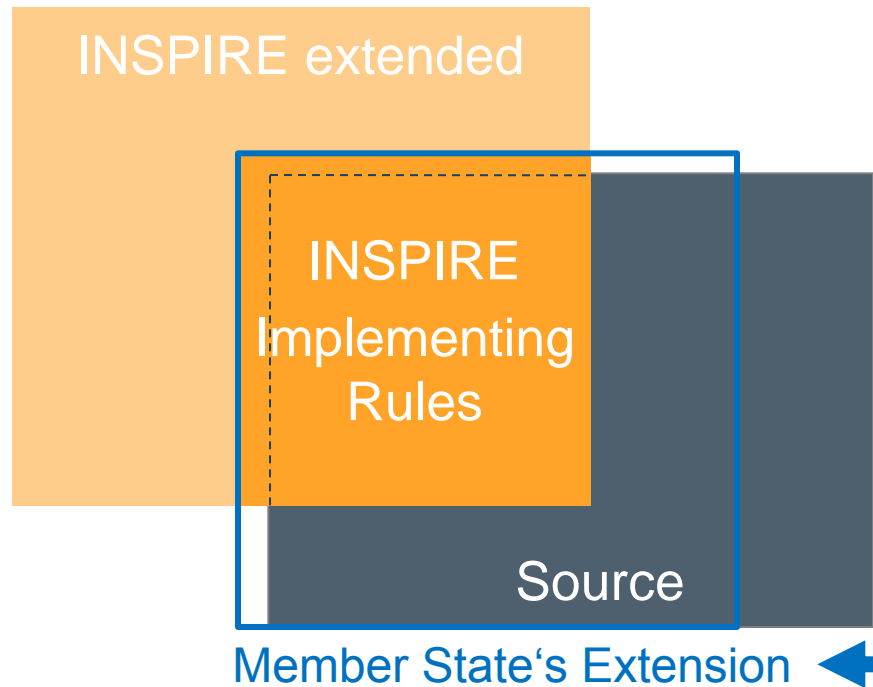 INSPIRE extended
INSPIRE
Implementing
Rules
Source
Member State‘s Extension